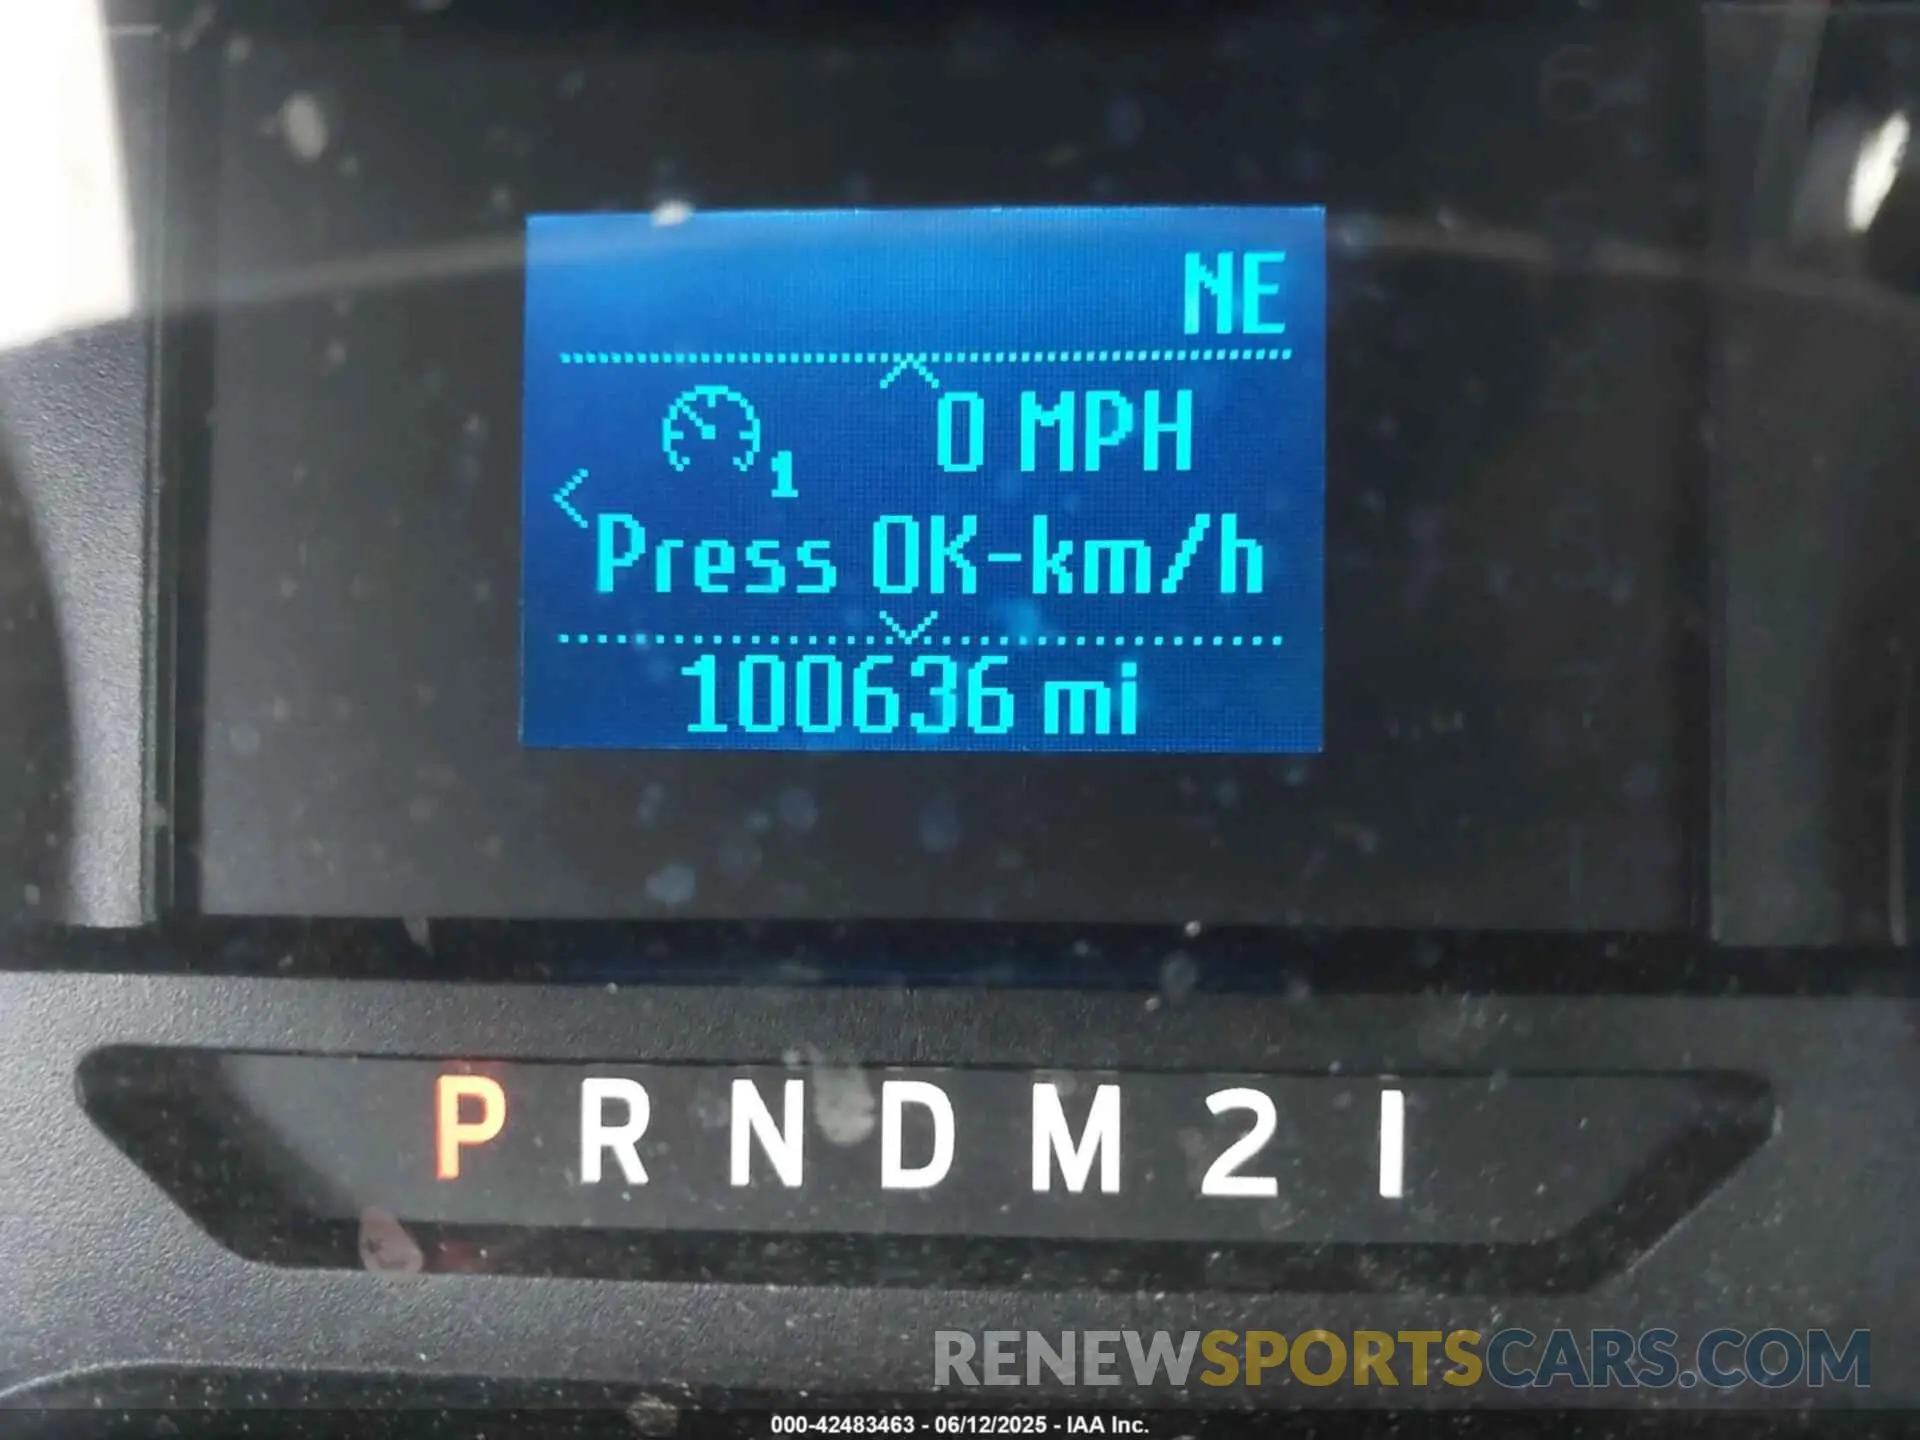 NE
0 MPH
1
Press OK-km/h
100636 mi
P R N D M 2 1
RENEWSPORTSCARS.COM
000-42483463 - 06/12/2025 - IAA Inc.